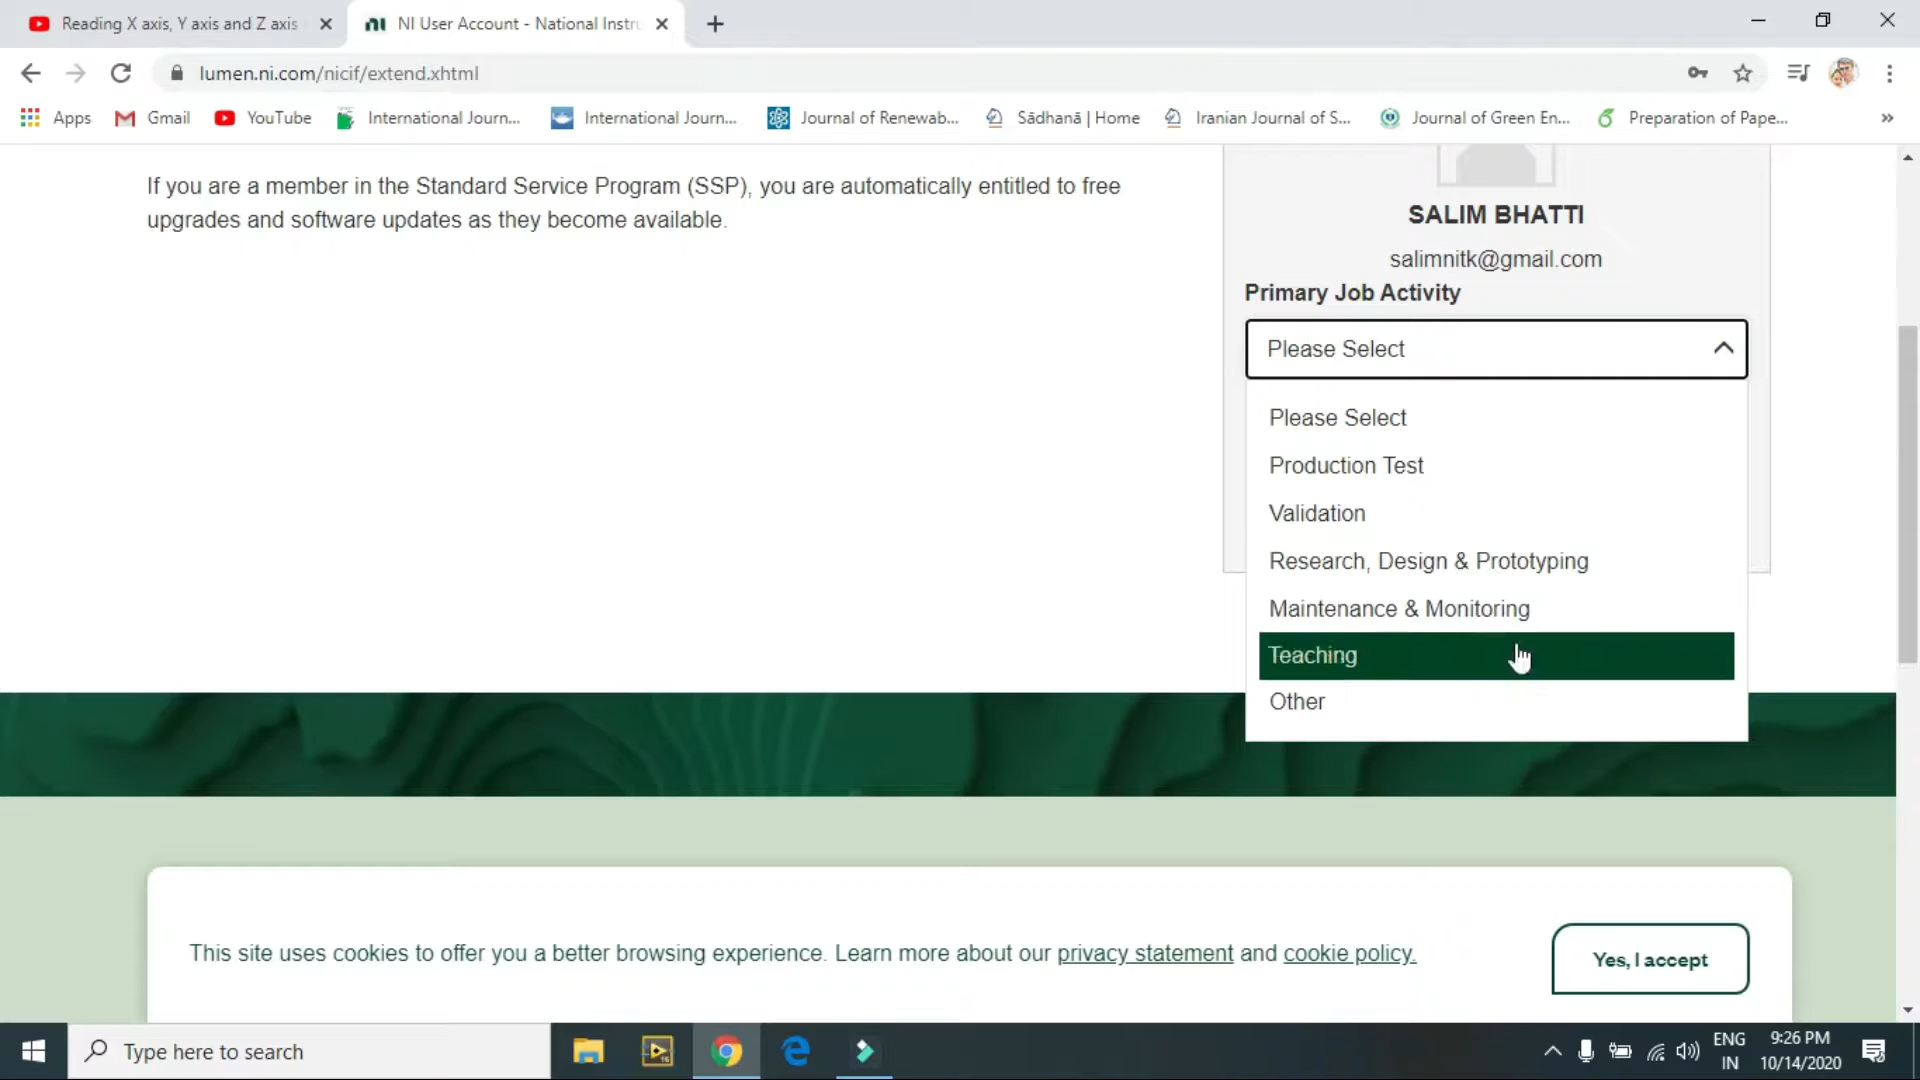 Reading X axis, Y axis and Z axis
NI User Account - National Instru
lumen.ni.com/nicif/extend.xhtml
Apps
Gmail
YouTube
International Journ...
International Journ...
Journal of Renewab...
Sādhanā | Home
Iranian Journal of S...
Journal of Green En...
Preparation of Pape...
»
If you are a member in the Standard Service Program (SSP), you are automatically entitled to free
upgrades and software updates as they become available.
SALIM BHATTI
salimnitk@gmail.com
Primary Job Activity
Please Select
Please Select
Production Test
Validation
Research, Design & Prototyping
Maintenance & Monitoring
Teaching
Other
This site uses cookies to offer you a better browsing experience. Learn more about our privacy statement and cookie policy.
Yes, I accept
Type here to search
ENG
IN
9:26 PM
10/14/2020